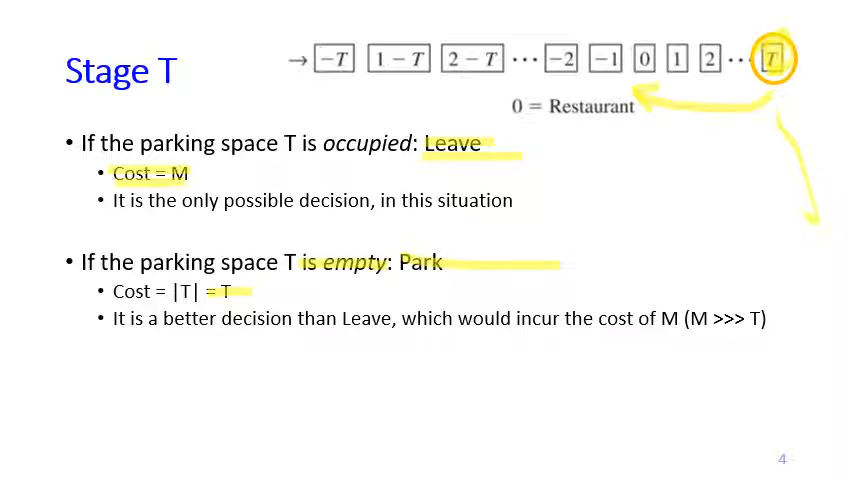 → −T 1 − T 2 − T ··· −2 −1 0 1 2 ··· T
Stage T
0 = Restaurant
• If the parking space T is occupied: Leave
• Cost = M
• It is the only possible decision, in this situation
• If the parking space T is empty: Park
• Cost = |T| = T
• It is a better decision than Leave, which would incur the cost of M (M >>> T)
4